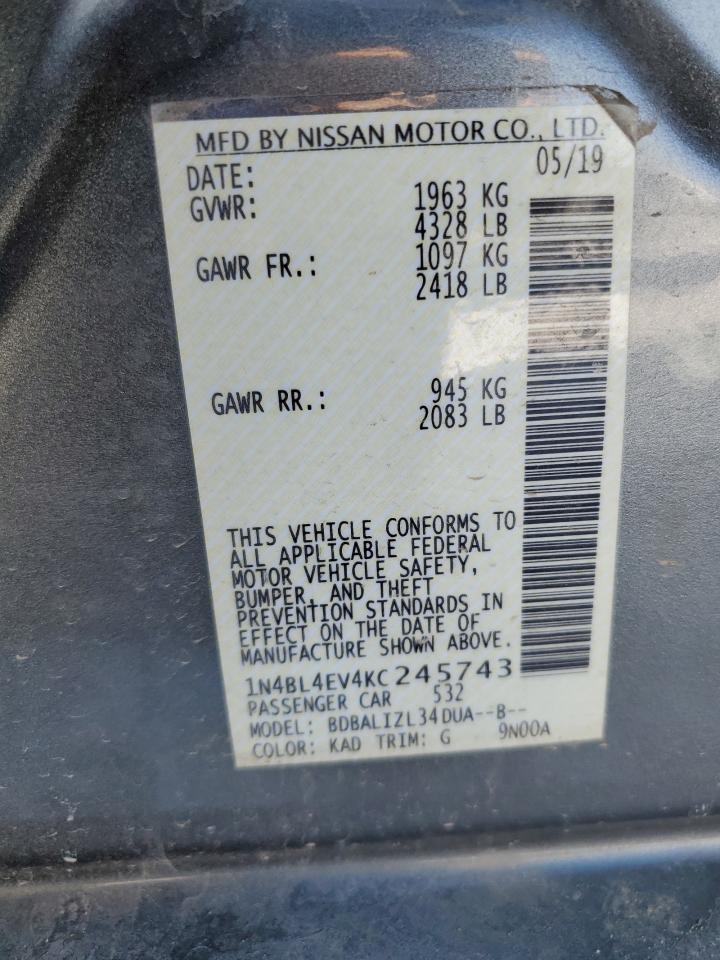 MFD BY NISSAN MOTOR CO., LTD.
DATE: 05/19
GVWR: 1963 KG
4328 LB
GAWR FR.: 1097 KG
2418 LB
GAWR RR.: 945 KG
2083 LB
THIS VEHICLE CONFORMS TO
ALL APPLICABLE FEDERAL
MOTOR VEHICLE SAFETY,
BUMPER, AND THEFT
PREVENTION STANDARDS IN
EFFECT ON THE DATE OF
MANUFACTURE SHOWN ABOVE.
1N4BL4EV4KC245743
PASSENGER CAR 532
MODEL: BDBALIZL34DUA--B--
COLOR: KAD TRIM: G 9N00A